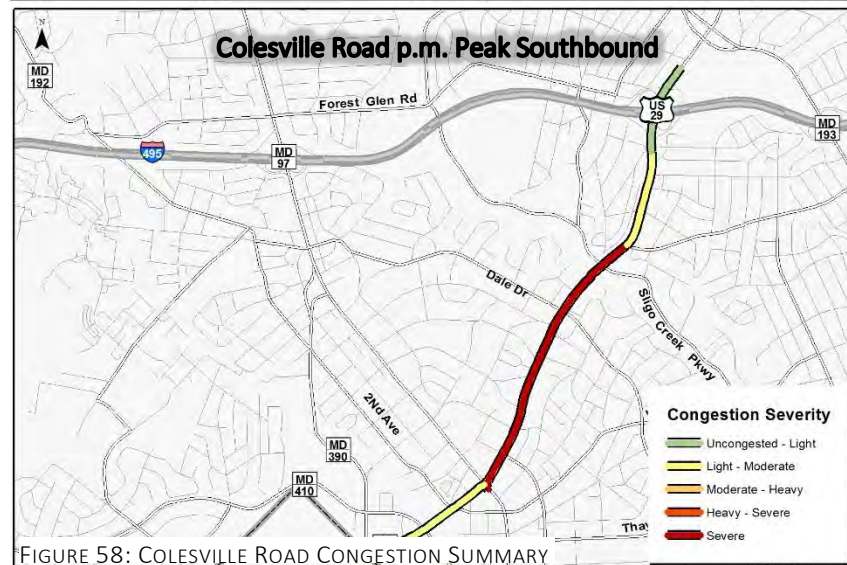 N
Colesville Road p.m. Peak Southbound
MD
192
Forest Glen Rd
US
29
MD
193
495
MD
97
Dale Dr
Sligo Creek Pkwy
2Nd Ave
MD
390
MD
410
Congestion Severity
Uncongested - Light
Light - Moderate
Moderate - Heavy
Heavy - Severe
Severe
FIGURE 58: COLESVILLE ROAD CONGESTION SUMMARY